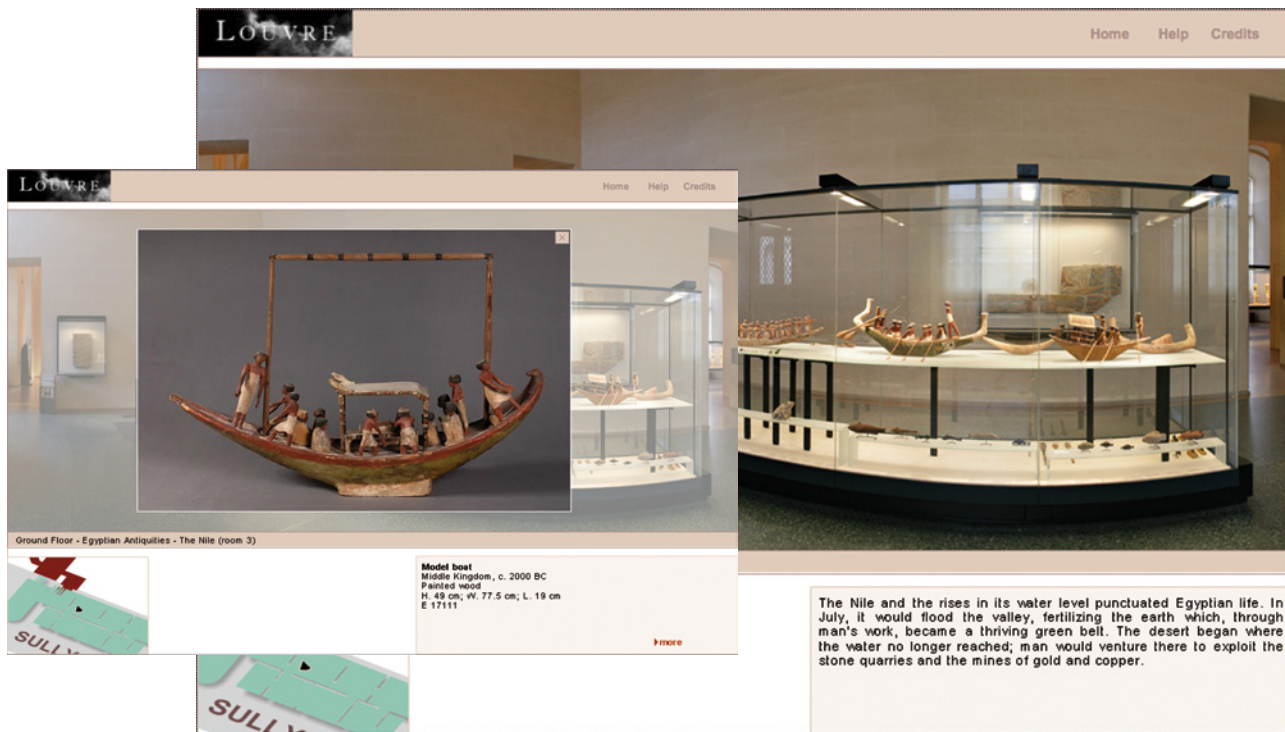 LOUVRE
Home Help Credits
LOUVRE
Home Help Credits
Ground Floor - Egyptian Antiquities - The Nile (room 3)
Model boat
Middle Kingdom, c. 2000 BC
Painted wood
H. 49 cm; W. 77.5 cm; L. 19 cm
E 17111
more
SULLY
The Nile and the rises in its water level punctuated Egyptian life. In
July, it would flood the valley, fertilizing the earth which, through
man's work, became a thriving green belt. The desert began where
the water no longer reached; man would venture there to exploit the
stone quarries and the mines of gold and copper.
SULLY